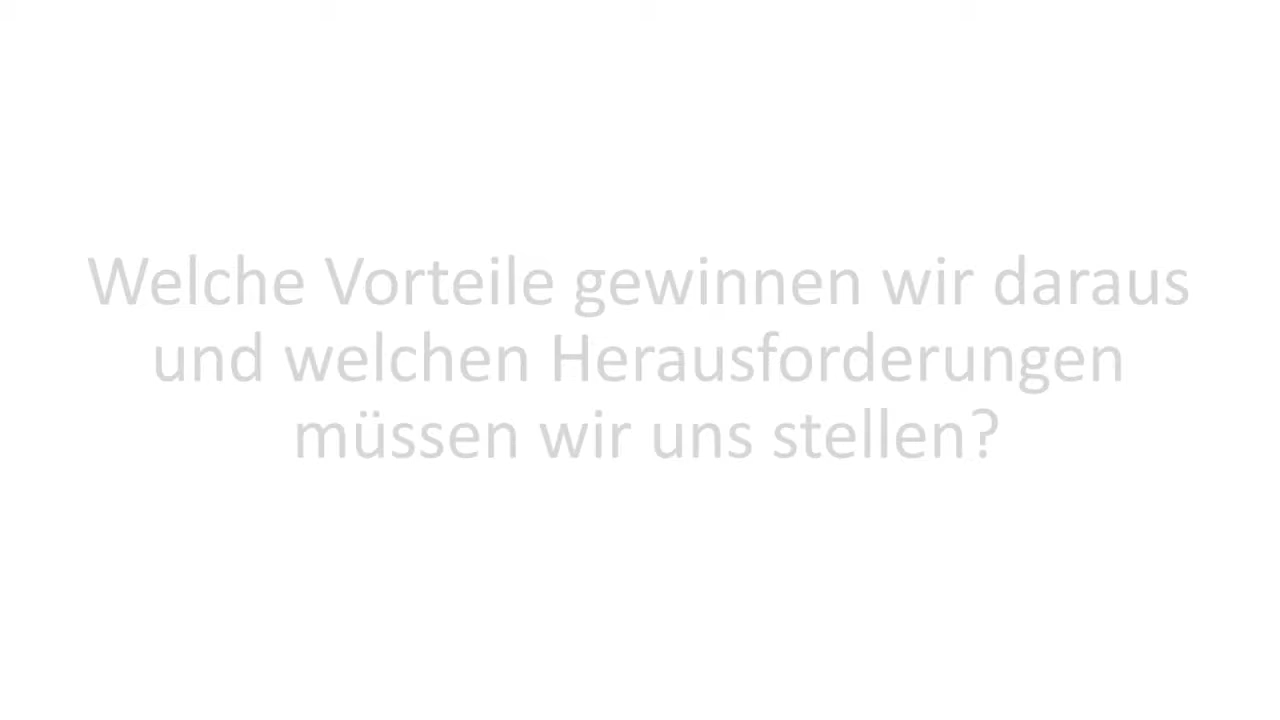 Welche Vorteile gewinnen wir daraus
und welchen Herausforderungen
müssen wir uns stellen?